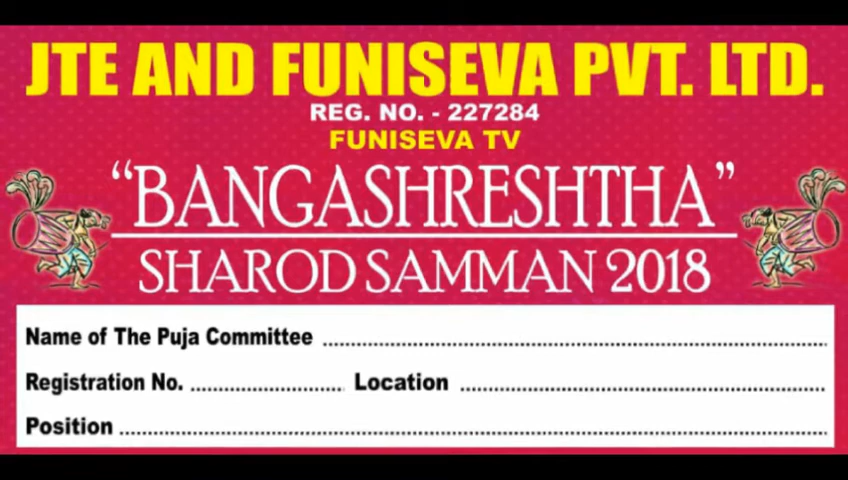 JTE AND FUNISEVA PVT. LTD.
REG. NO. - 227284
FUNISEVA TV
"BANGASHRESHTHA"
SHAROD SAMMAN 2018
Name of The Puja Committee ........................................
Registration No. .................... Location ........................................
Position ........................................